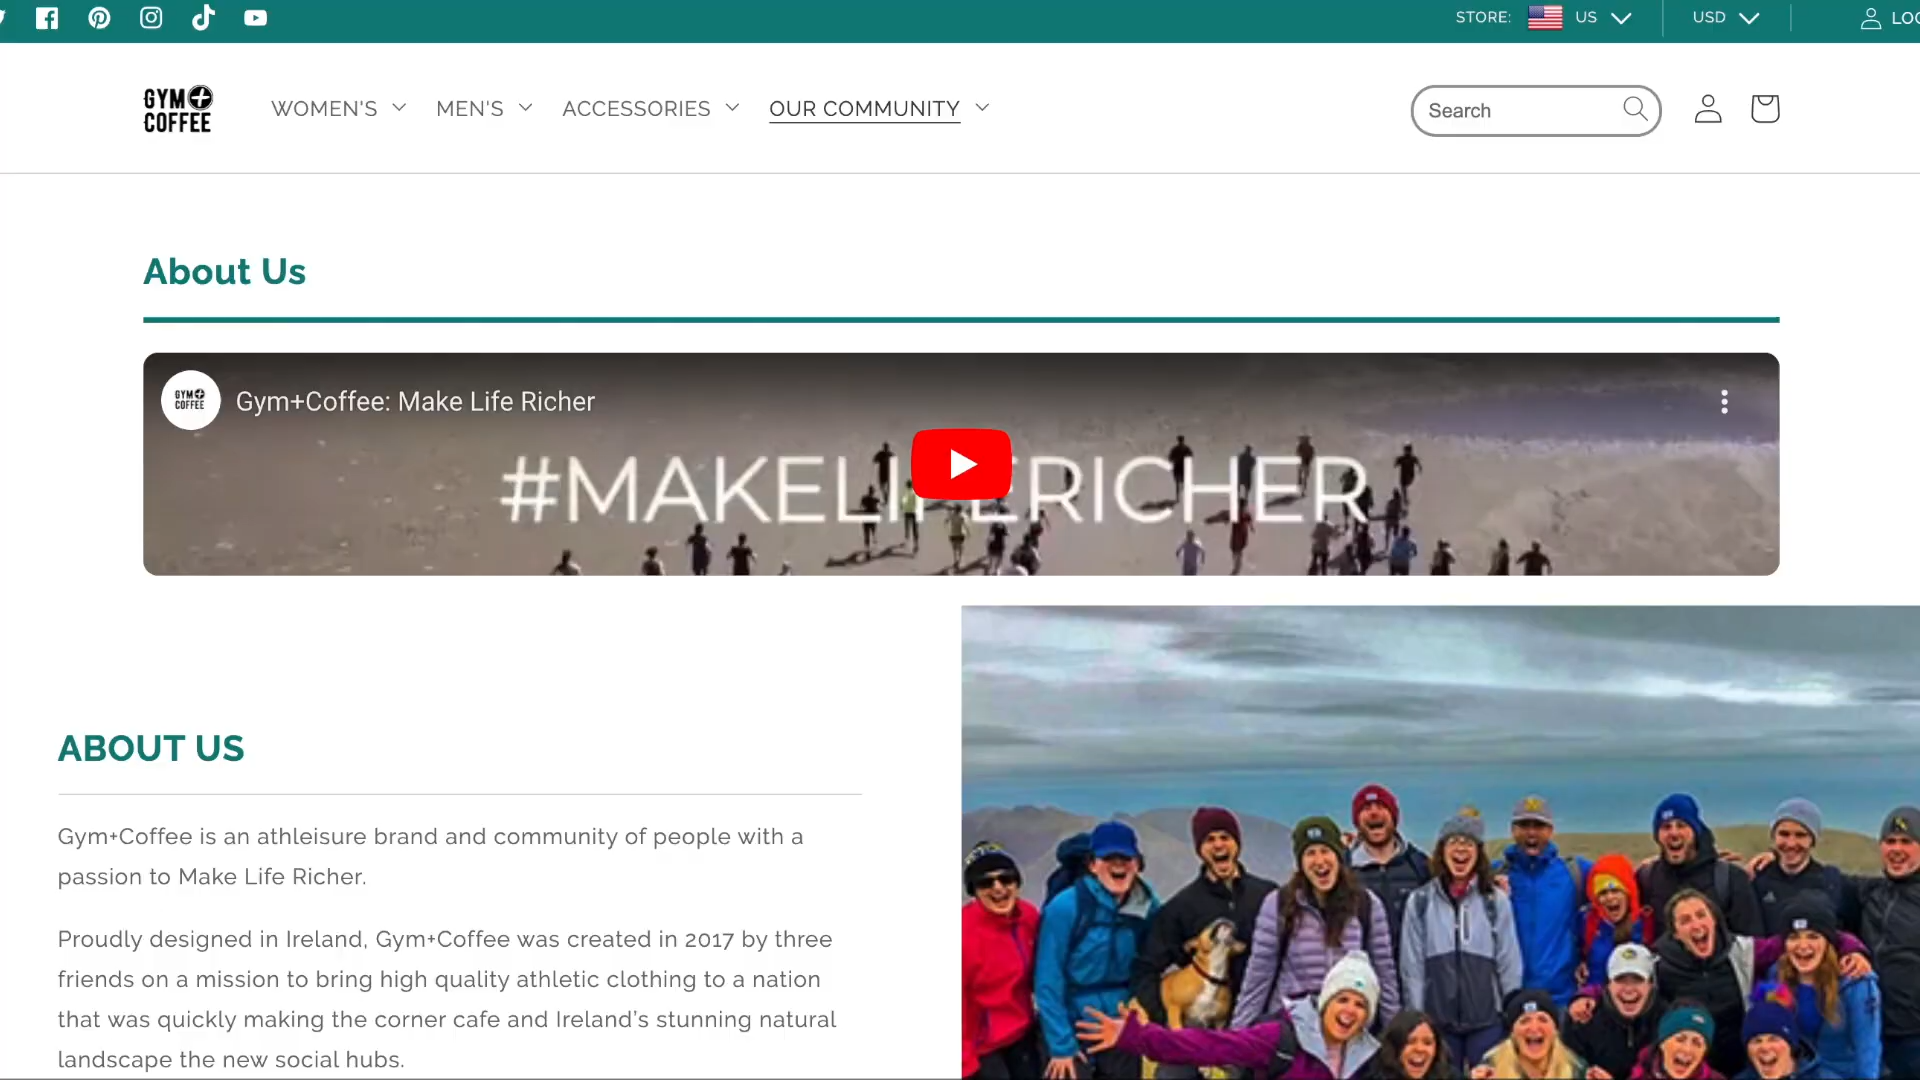 STORE: US USD LOG
GYM+
COFFEE
WOMEN'S MEN'S ACCESSORIES OUR COMMUNITY Search
About Us
GYM+
COFFEE
Gym+Coffee: Make Life Richer
#MAKELIFERICHER
ABOUT US
Gym+Coffee is an athleisure brand and community of people with a
passion to Make Life Richer.
Proudly designed in Ireland, Gym+Coffee was created in 2017 by three
friends on a mission to bring high quality athletic clothing to a nation
that was quickly making the corner cafe and Ireland’s stunning natural
landscape the new social hubs.